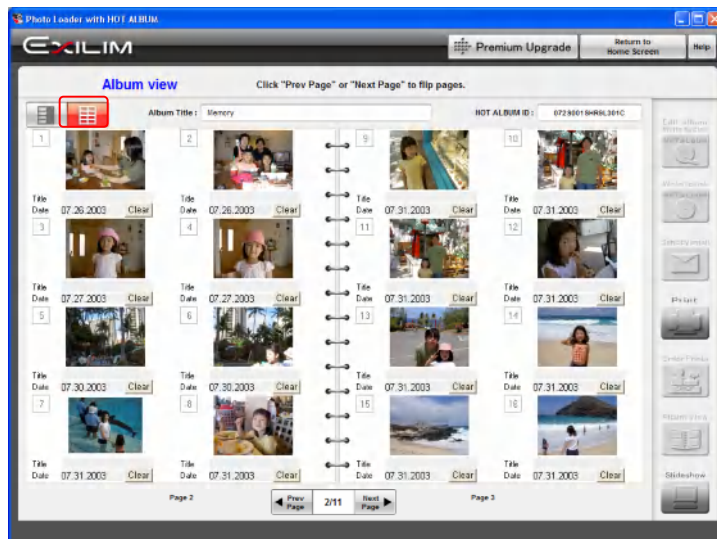 Photo Loader with HOT ALBUM
EXILIM
Premium Upgrade
Return to
Home Screen
Help
Album view
Click "Prev Page" or "Next Page" to flip pages.
Album Title :
Memory
HOT ALBUM ID :
1
2
9
10
Title
Title
Title
Title
Date 07.26.2003 Clear
Date 07.26.2003 Clear
Date 07.31.2003 Clear
Date 07.31.2003 Clear
3
4
11
12
Title
Title
Title
Title
Date 07.27.2003 Clear
Date 07.27.2003 Clear
Date 07.31.2003 Clear
Date 07.31.2003 Clear
5
6
13
14
Title
Title
Title
Title
Date 07.30.2003 Clear
Date 07.30.2003 Clear
Date 07.31.2003 Clear
Date 07.31.2003 Clear
7
8
15
16
Title
Title
Title
Title
Date 07.31.2003 Clear
Date 07.31.2003 Clear
Date 07.31.2003 Clear
Date 07.31.2003 Clear
Print
Slideshow
Page 2
Prev
Page
2/11
Next
Page
Page 3